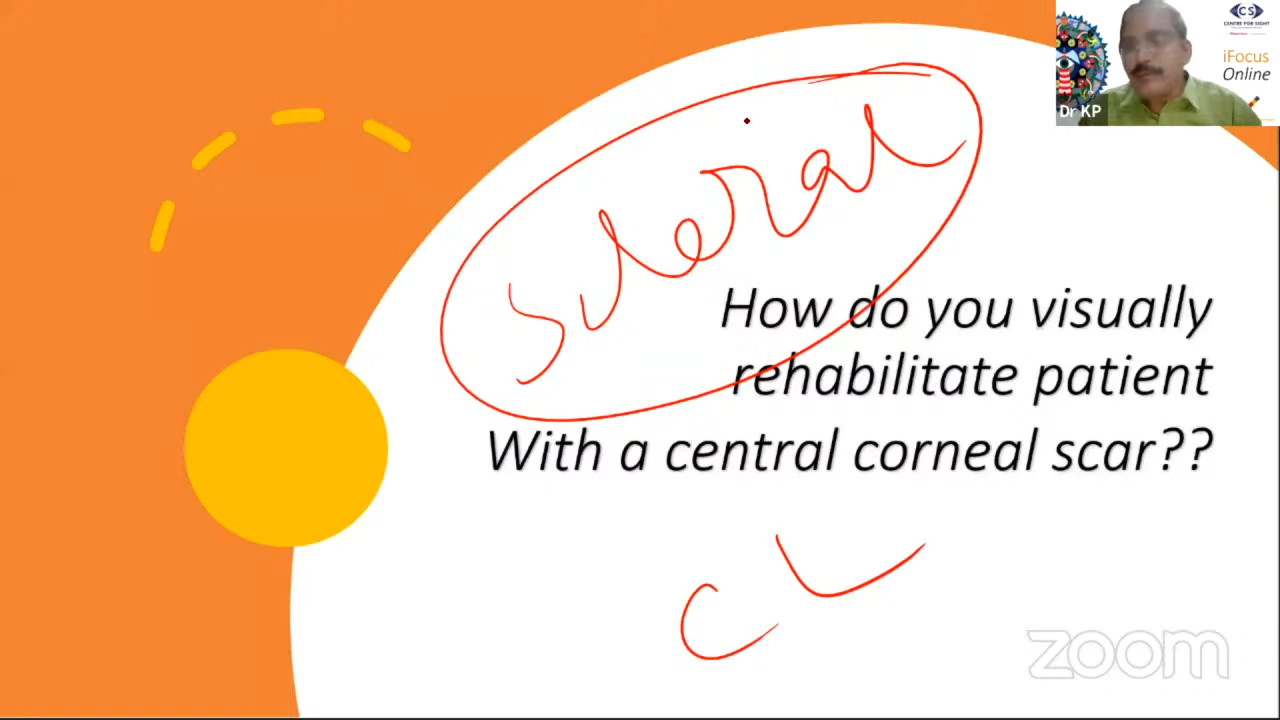 CS
CENTRE FOR SIGHT
iFocus
Online
Dr KP
Scleral
How do you visually
rehabilitate patient
With a central corneal scar??
CL
zoom